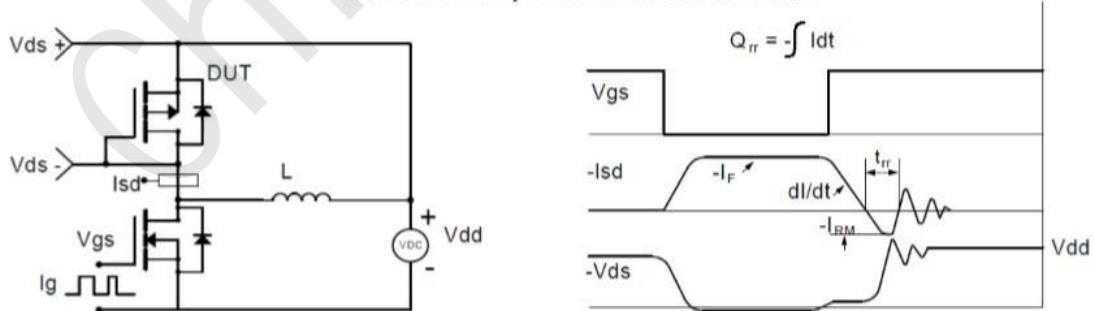 Vds +
DUT
Vds -
Isd
L
Vgs
+
VDC
Vdd
-
Ig
Qrr = -∫ Idt
Vgs
trr
-Isd
-IF
dI/dt
-IRM
Vdd
-Vds